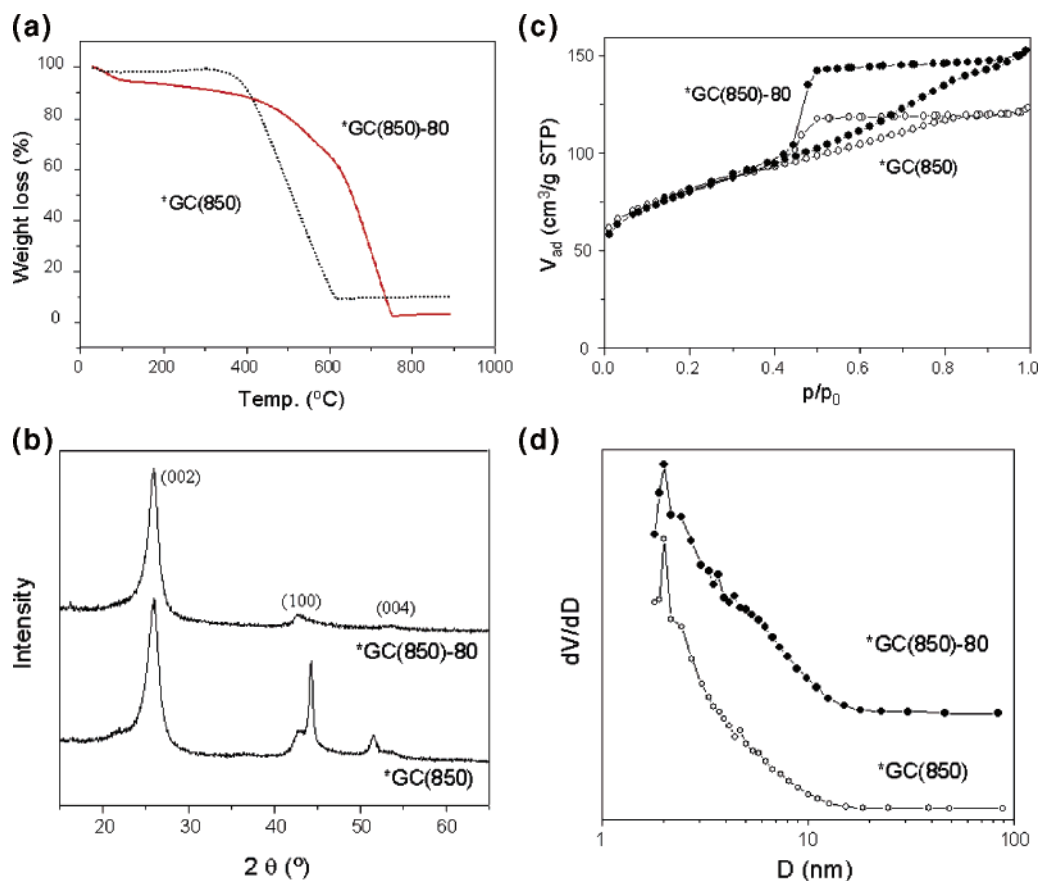 (a)
100
80
60
40
20
10
0
Weight loss (%)
*GC(850)-80
*GC(850)
0 200 400 600 800 1000
Temp. (°C)
(c)
150
100
50
0
V_ad (cm³/g STP)
*GC(850)-80
*GC(850)
0.0 0.2 0.4 0.6 0.8 1.0
p/p₀
(b)
Intensity
(002)
(100)
(004)
*GC(850)-80
*GC(850)
20 30 40 50 60
2 θ (º)
(d)
dV/dD
*GC(850)-80
*GC(850)
1 10 100
D (nm)